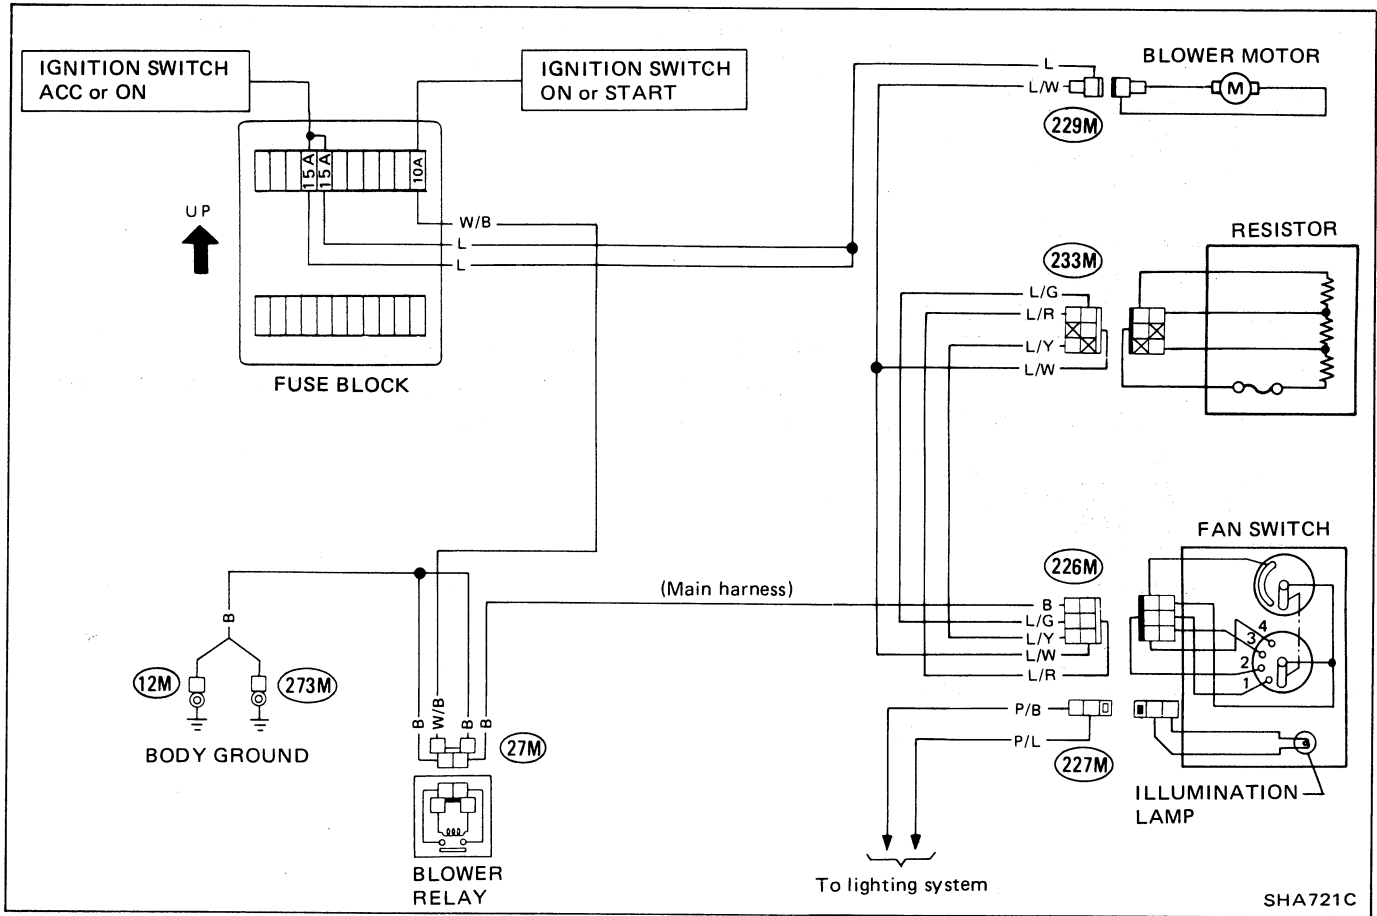 IGNITION SWITCH
ACC or ON
IGNITION SWITCH
ON or START
15A
15A
10A
UP
W/B
L
L
FUSE BLOCK
L
L/W
BLOWER MOTOR
M
229M
RESISTOR
233M
L/G
L/R
L/Y
L/W
FAN SWITCH
226M
(Main harness)
B
L/G
L/Y
L/W
L/R
4
3
2
1
P/B
P/L
227M
ILLUMINATION
LAMP
B
12M
273M
BODY GROUND
B
W/B
B
B
27M
BLOWER
RELAY
To lighting system
SHA721C